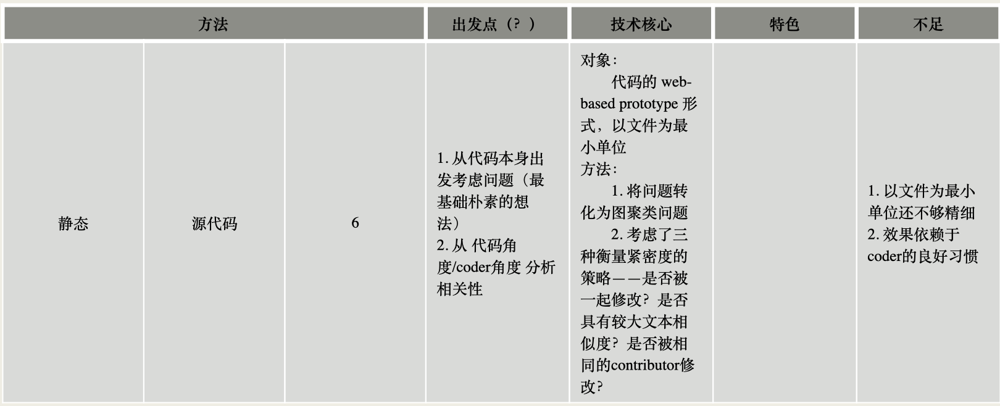 方法
出发点（?）
技术核心
特色
不足
静态
源代码
6
1. 从代码本身出
发考虑问题（最
基础朴素的想
法）
2. 从 代码角
度/coder角度 分析
相关性
对象：
代码的 web-
based prototype 形
式，以文件为最
小单位
方法：
1. 将问题转
化为图聚类问题
2. 考虑了三
种衡量紧密度的
策略——是否被
一起修改？是否
具有较大文本相
似度？是否被相
同的contributor修
改？
1. 以文件为最小
单位还不够精细
2. 效果依赖于
coder的良好习惯